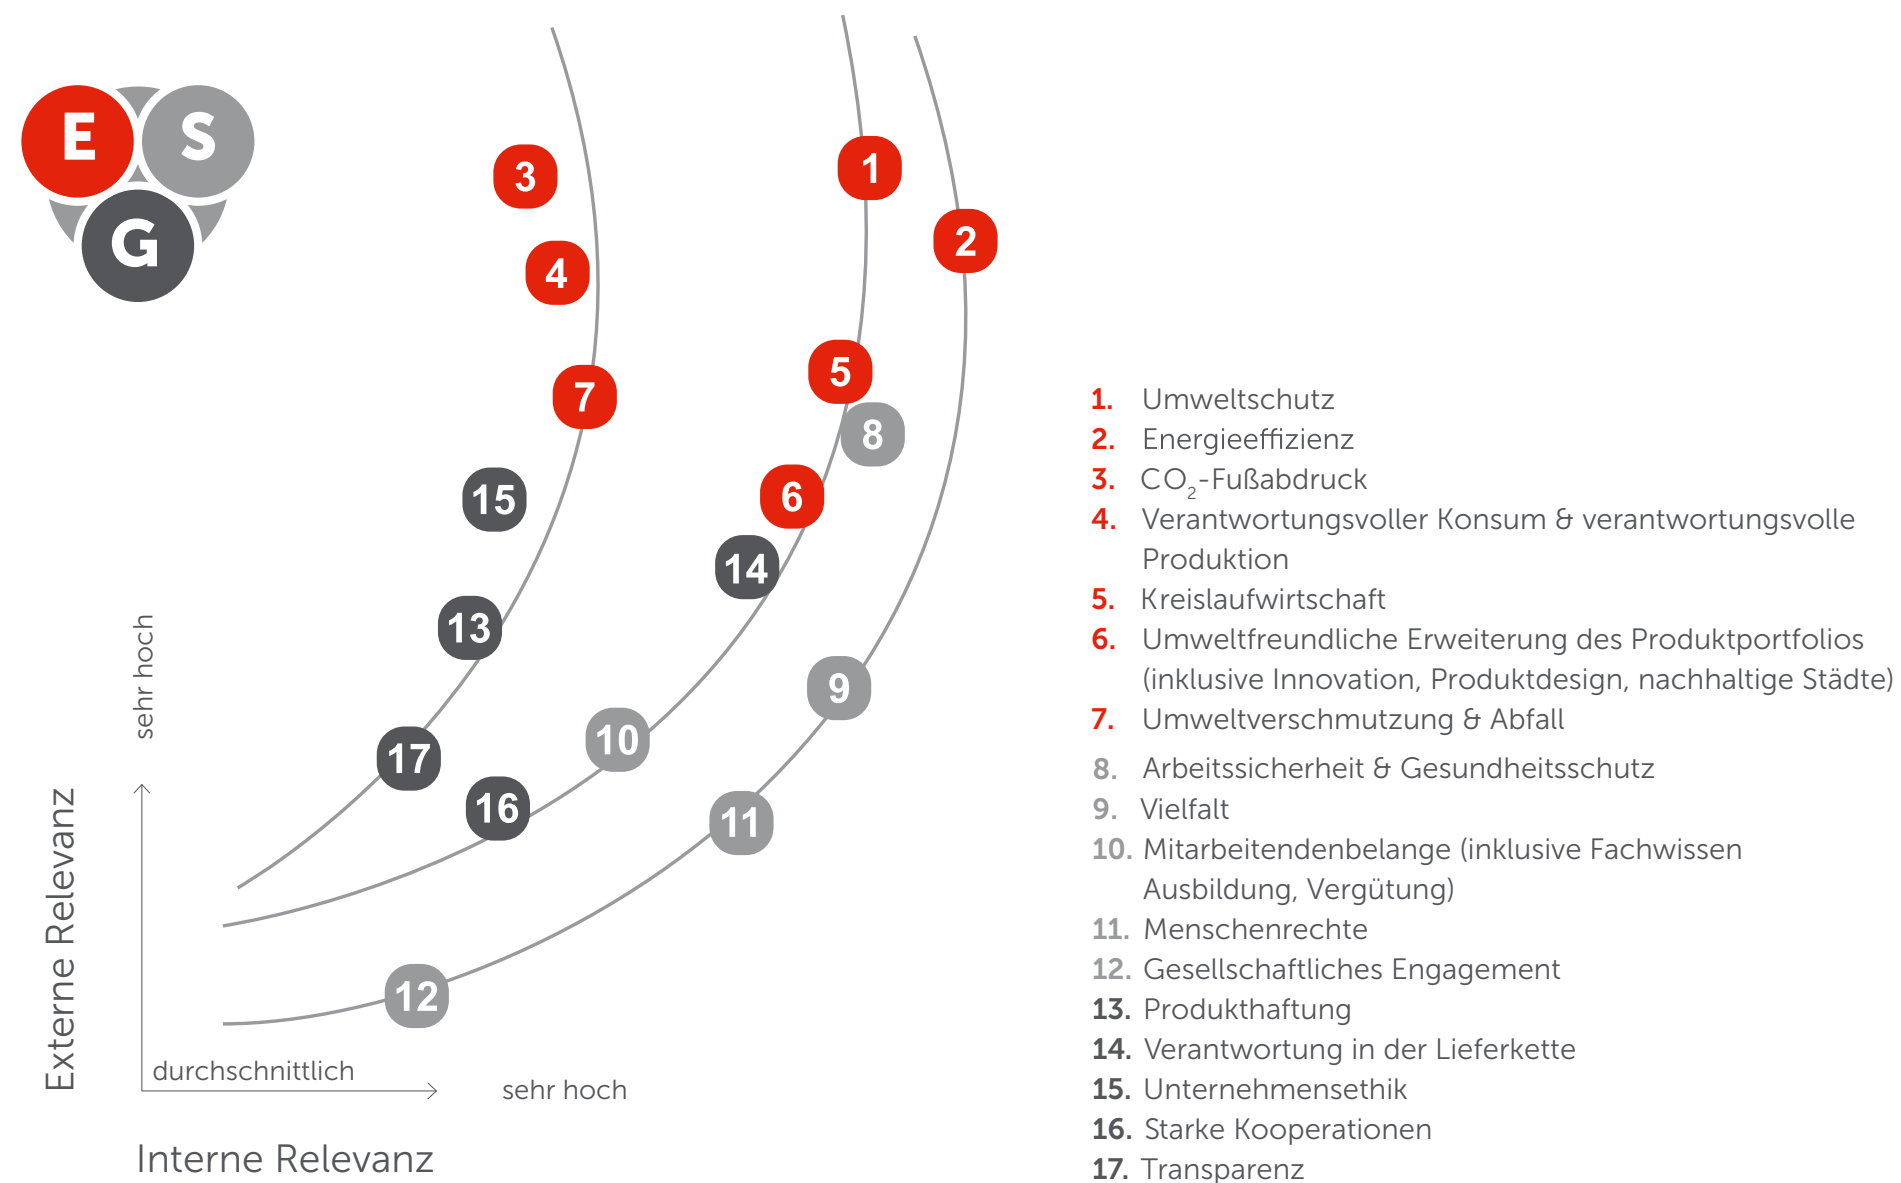 E
S
G
3
1
4
2
7
5
8
15
6
14
13
9
10
17
16
11
12
sehr hoch
Externe Relevanz
durchschnittlich
sehr hoch
Interne Relevanz
1. Umweltschutz
2. Energieeffizienz
3. CO₂-Fußabdruck
4. Verantwortungsvoller Konsum & verantwortungsvolle
Produktion
5. Kreislaufwirtschaft
6. Umweltfreundliche Erweiterung des Produktportfolios
(inklusive Innovation, Produktdesign, nachhaltige Städte)
7. Umweltverschmutzung & Abfall
8. Arbeitssicherheit & Gesundheitsschutz
9. Vielfalt
10. Mitarbeitendenbelange (inklusive Fachwissen
Ausbildung, Vergütung)
11. Menschenrechte
12. Gesellschaftliches Engagement
13. Produkthaftung
14. Verantwortung in der Lieferkette
15. Unternehmensethik
16. Starke Kooperationen
17. Transparenz